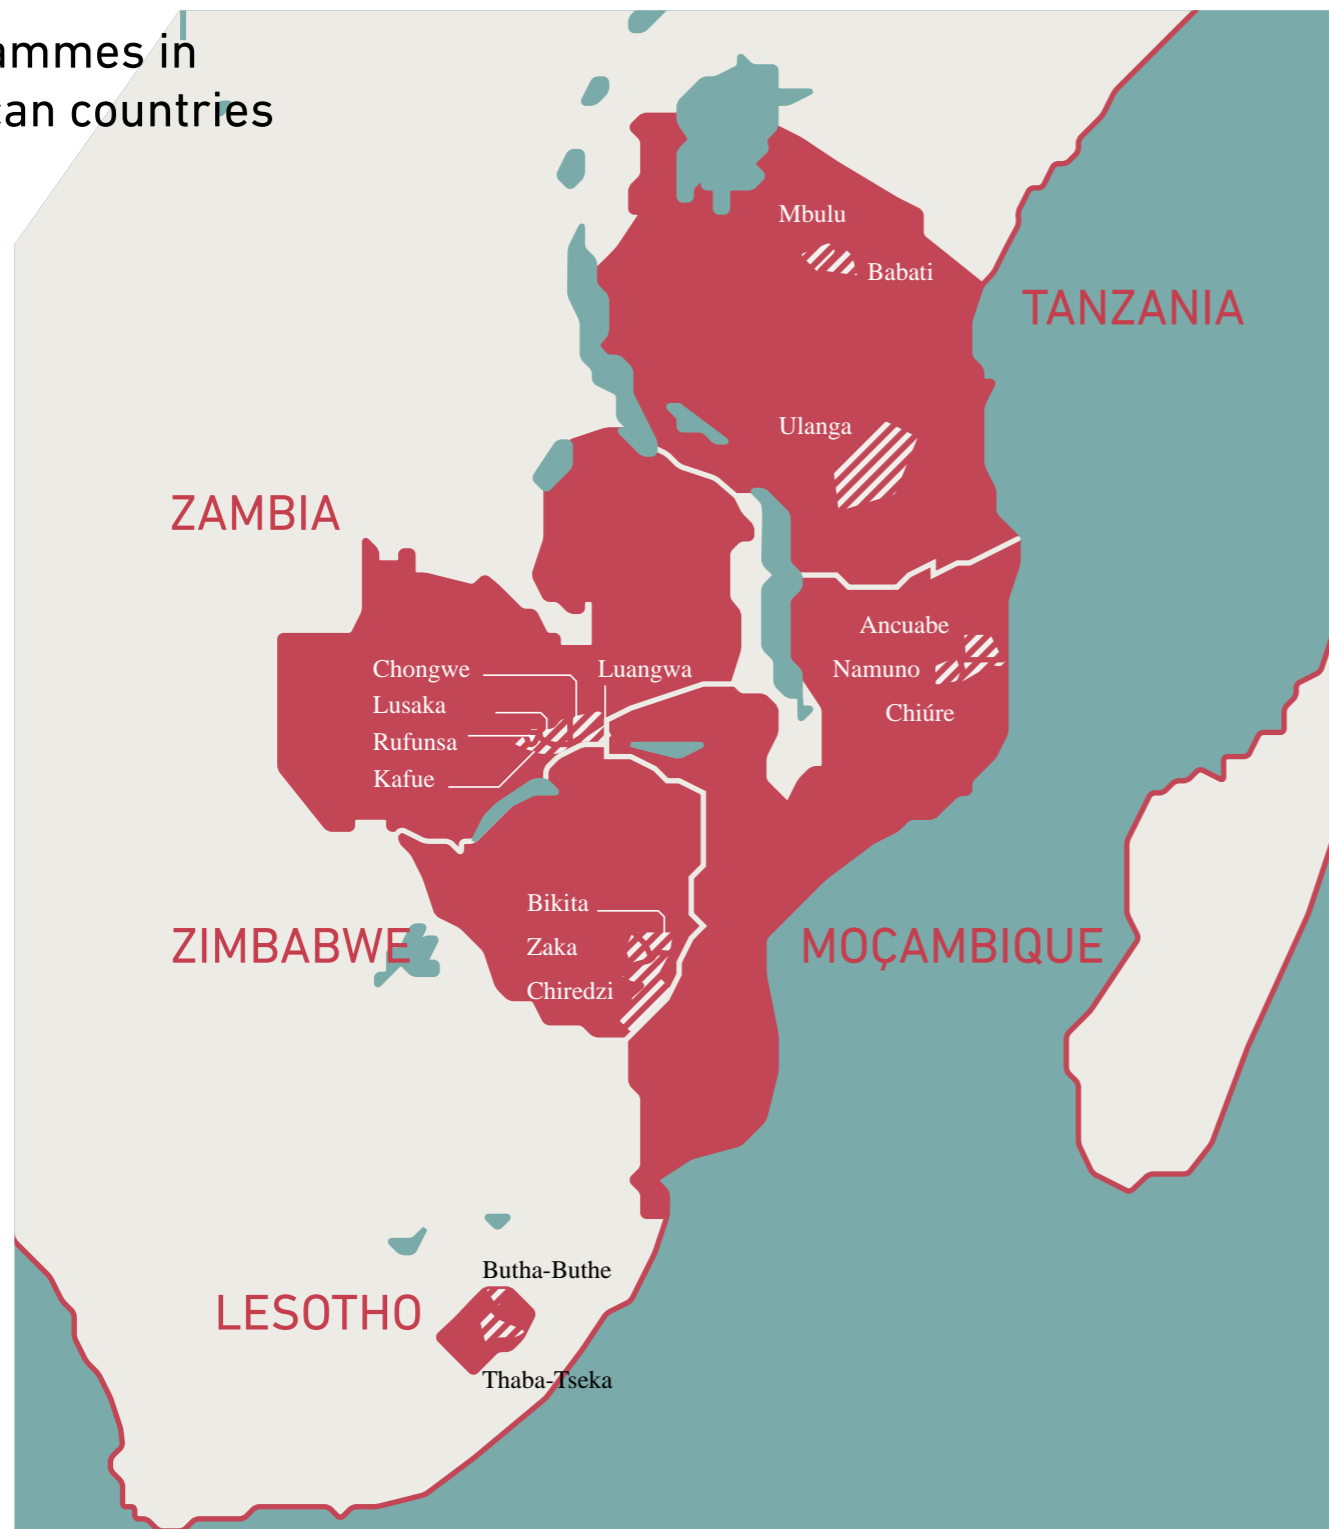 ammes in
can countries
Mbulu
Babati
TANZANIA
Ulanga
ZAMBIA
Ancuabe
Chongwe
Luangwa
Namuno
Lusaka
Chiúre
Rufunsa
Kafue
Bikita
ZIMBABWE
Zaka
MOÇAMBIQUE
Chiredzi
Butha-Buthe
LESOTHO
Thaba-Tseka